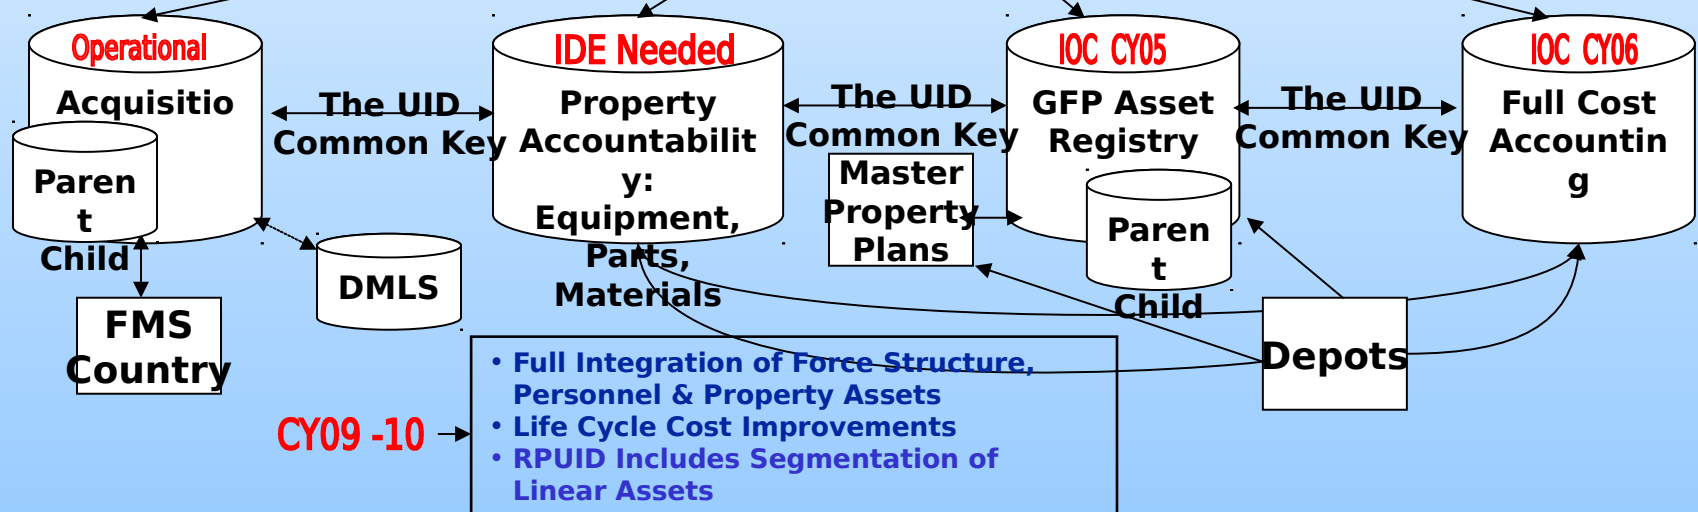 Operational
Acquisitio
Paren
t
Child
FMS
Country
DMLS
The UID
Common Key
IDE Needed
Property
Accountabilit
y:
Equipment,
Parts,
Materials
The UID
Common Key
Master
Property
Plans
IOC CY05
GFP Asset
Registry
Paren
t
Child
The UID
Common Key
IOC CY06
Full Cost
Accountin
g
Depots
CY09 -10
• Full Integration of Force Structure,
Personnel & Property Assets
• Life Cycle Cost Improvements
• RPUID Includes Segmentation of
Linear Assets